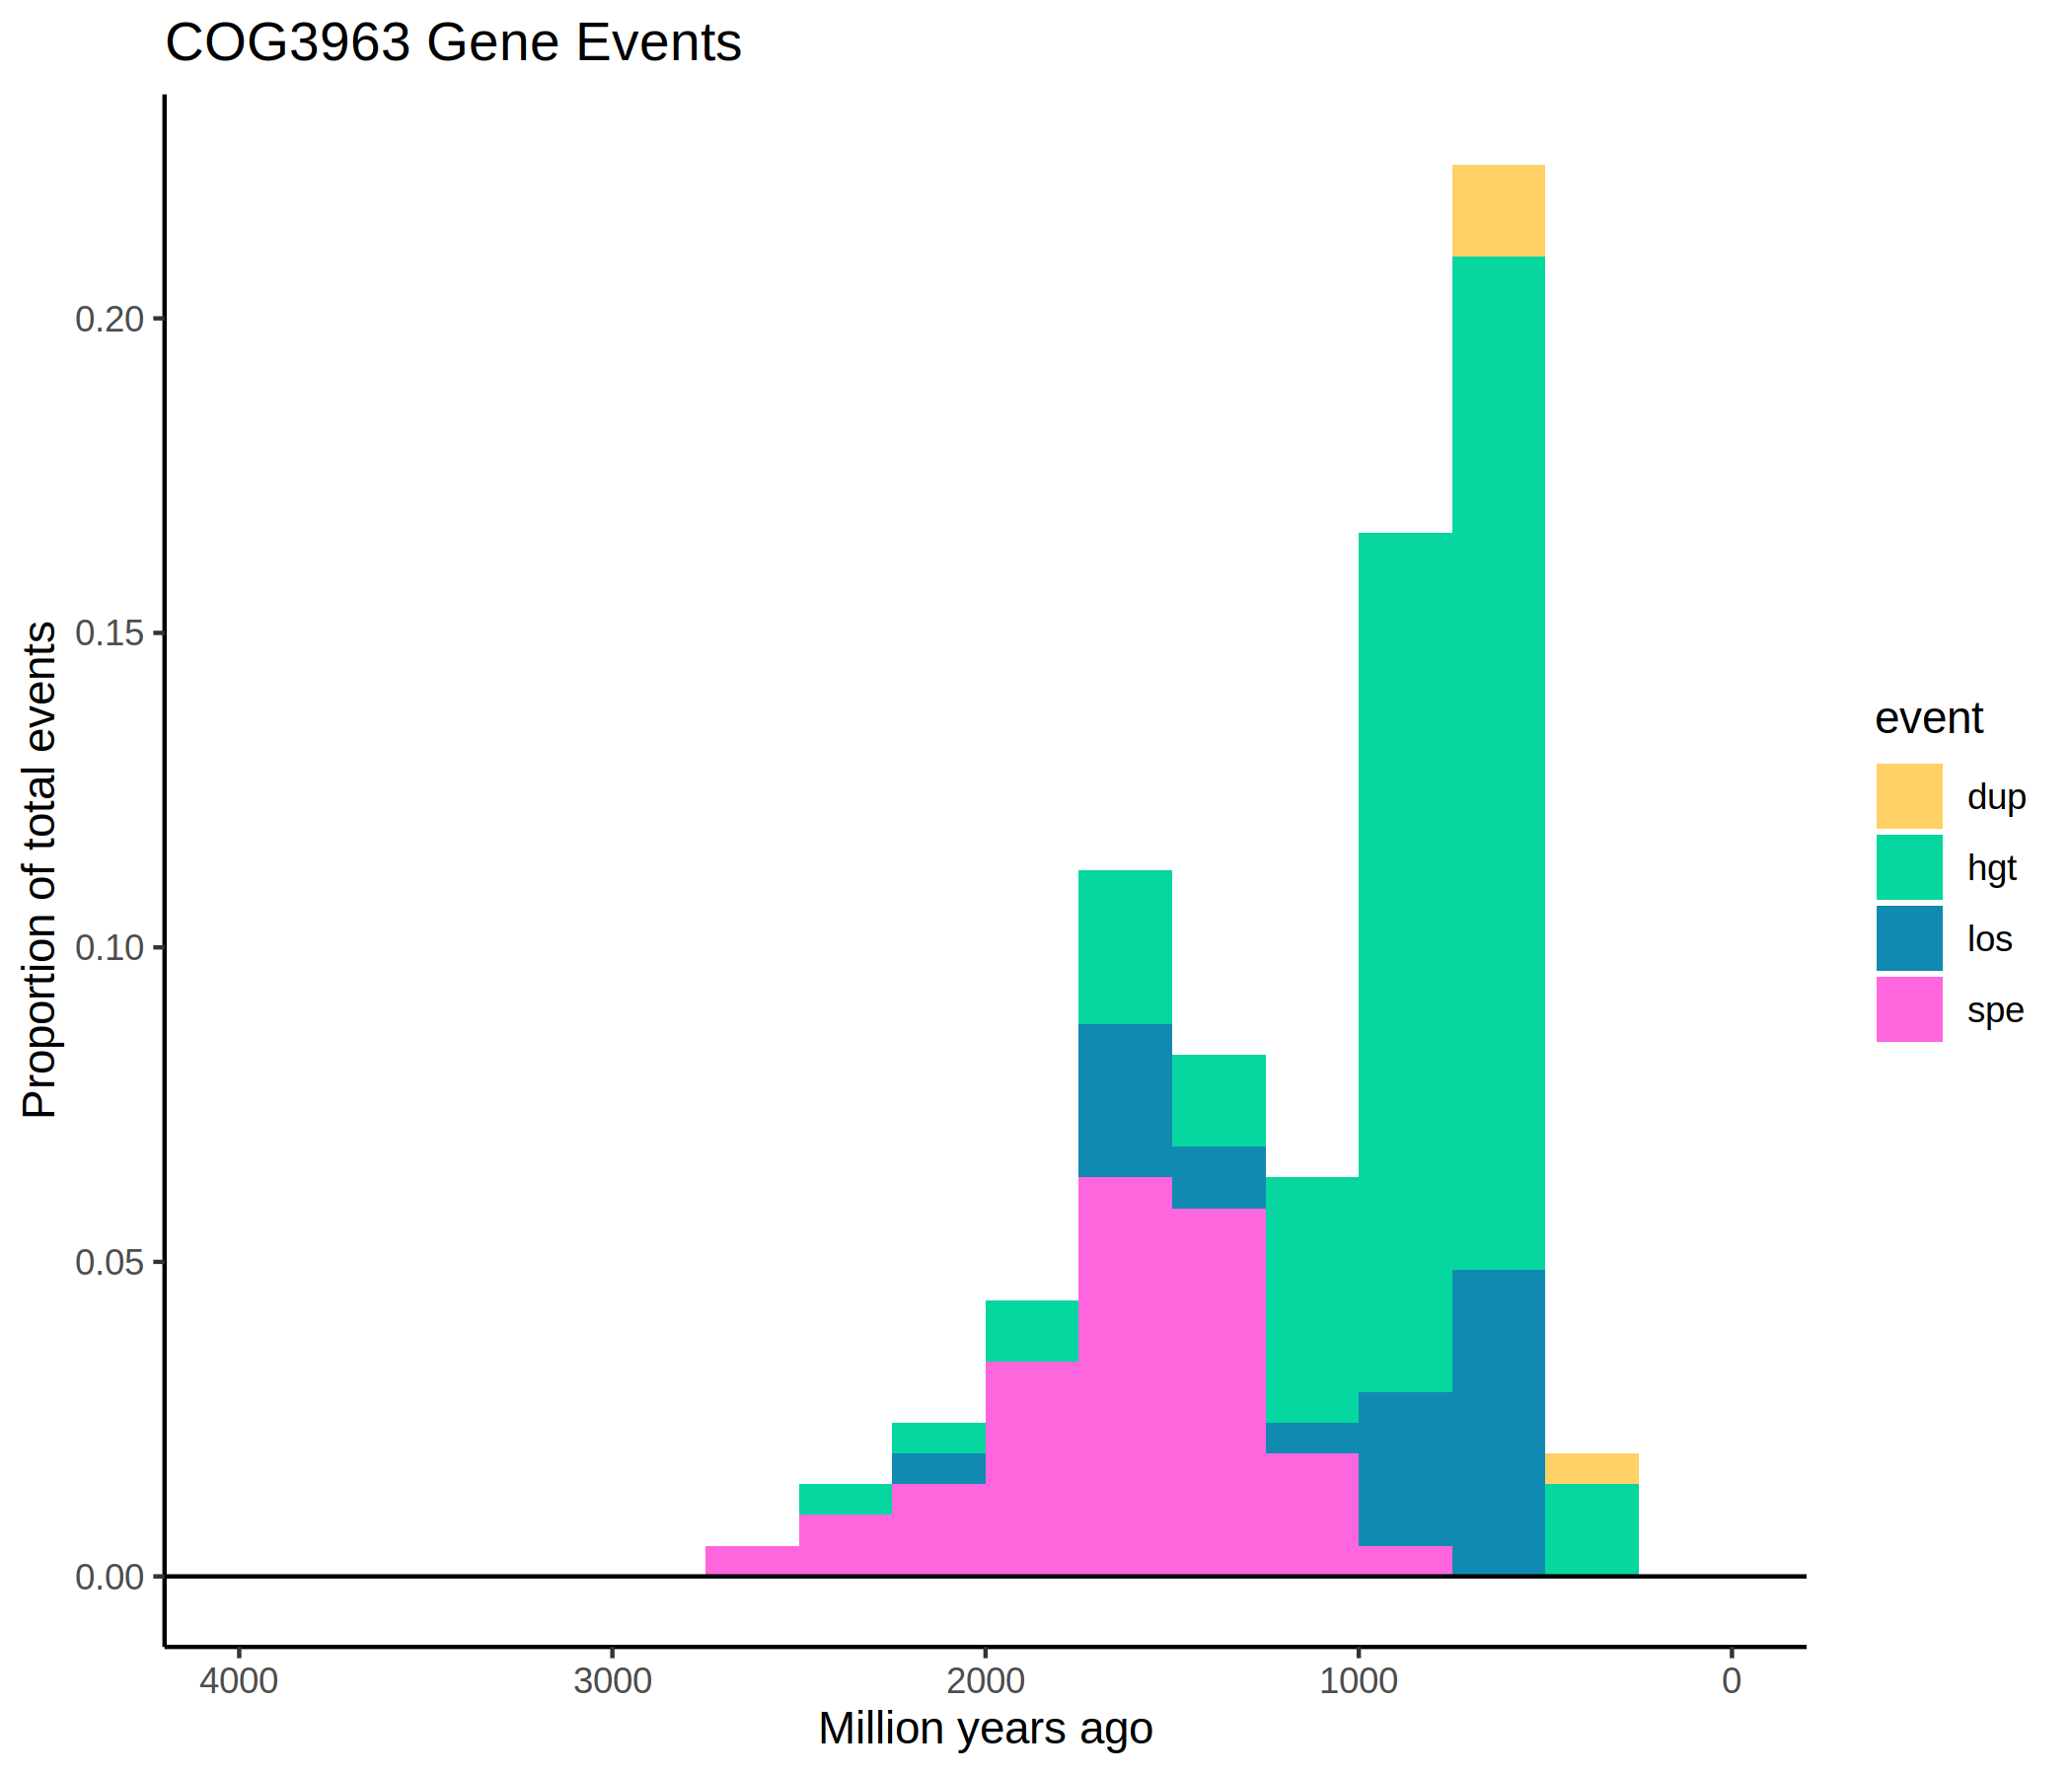 COG3963 Gene Events
Proportion of total events
0.20
0.15
0.10
0.05
0.00
4000 3000 2000 1000 0
Million years ago
event
dup
hgt
los
spe